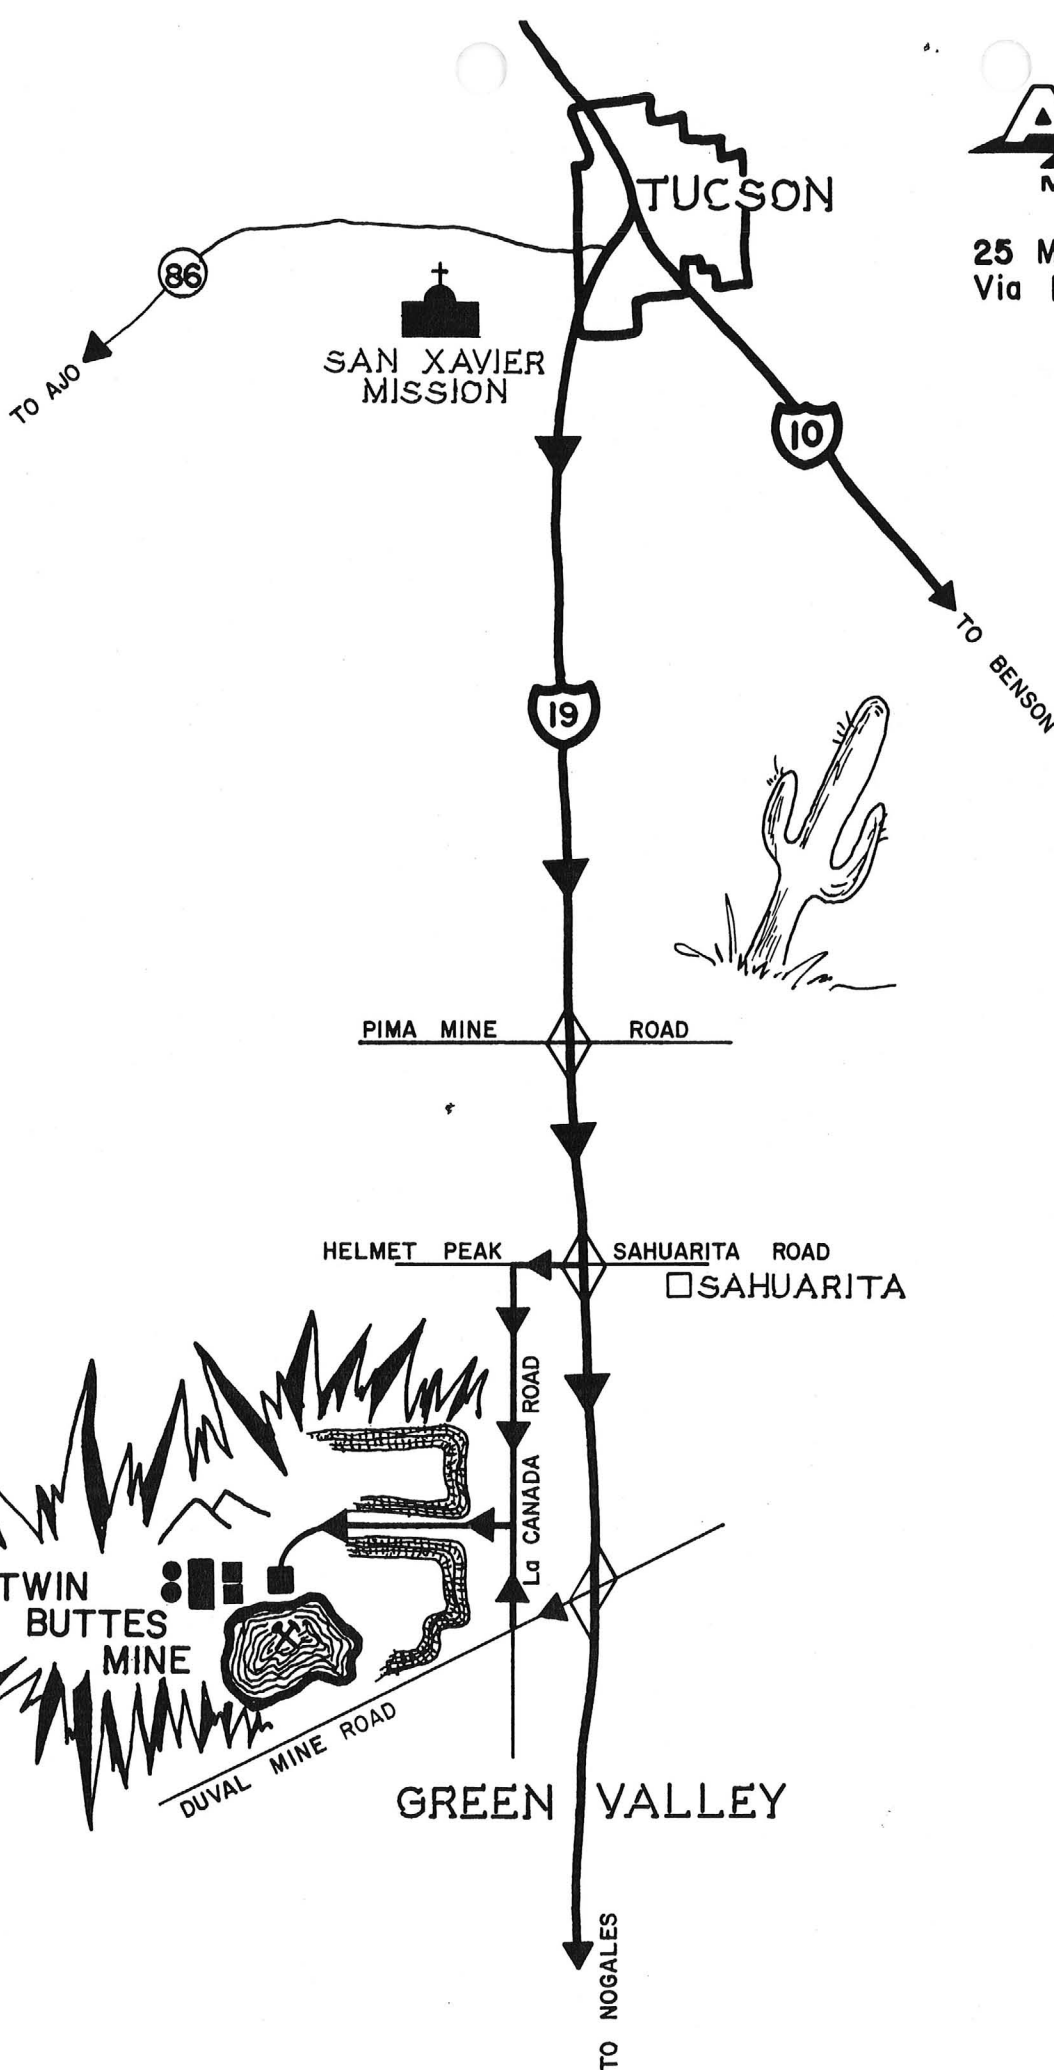 TUCSON
25
Via
86
TO AJO
SAN XAVIER
MISSION
10
TO BENSON
19
PIMA MINE ROAD
HELMET PEAK
SAHUARITA ROAD
SAHUARITA
La CANADA ROAD
TWIN
BUTTES
MINE
DUVAL MINE ROAD
GREEN VALLEY
TO NOGALES